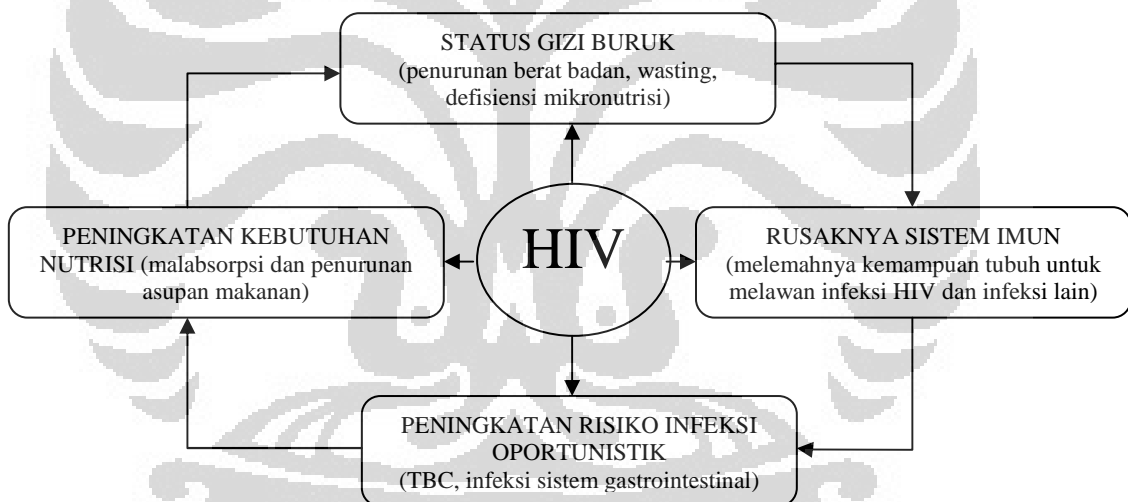 STATUS GIZI BURUK
(penurunan berat badan, wasting,
defisiensi mikronutrisi)
PENINGKATAN KEBUTUHAN
NUTRISI (malabsorpsi dan penurunan
asupan makanan)
HIV
RUSAKNYA SISTEM IMUN
(melemahnya kemampuan tubuh untuk
melawan infeksi HIV dan infeksi lain)
PENINGKATAN RISIKO INFEKSI
OPORTUNISTIK
(TBC, infeksi sistem gastrointestinal)